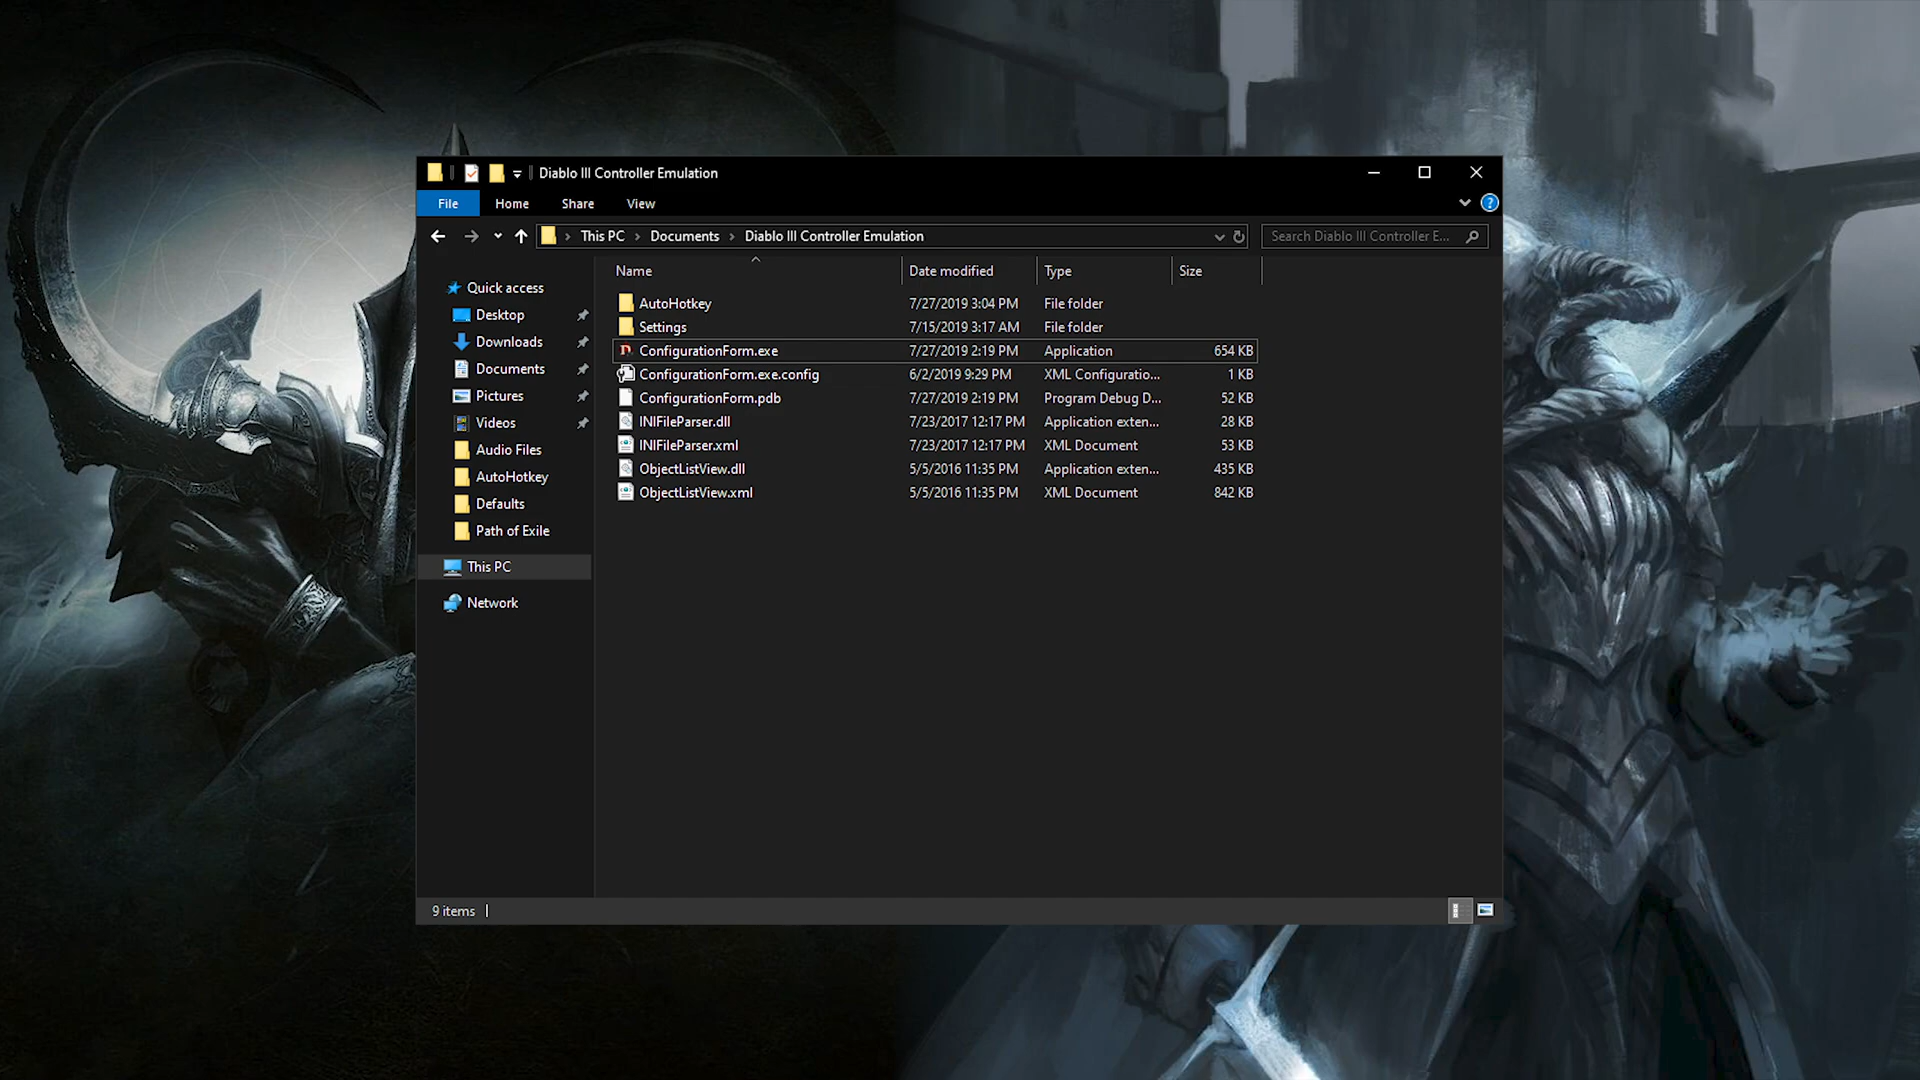 Diablo III Controller Emulation
File Home Share View
This PC Documents Diablo III Controller Emulation Search Diablo III Controller E...
Name Date modified Type Size
Quick access
Desktop
Downloads
Documents
Pictures
Videos
Audio Files
AutoHotkey
Defaults
Path of Exile
This PC
Network
AutoHotkey 7/27/2019 3:04 PM File folder
Settings 7/15/2019 3:17 AM File folder
ConfigurationForm.exe 7/27/2019 2:19 PM Application 654 KB
ConfigurationForm.exe.config 6/2/2019 9:29 PM XML Configuratio... 1 KB
ConfigurationForm.pdb 7/27/2019 2:19 PM Program Debug D... 52 KB
INIFileParser.dll 7/23/2017 12:17 PM Application exten... 28 KB
INIFileParser.xml 7/23/2017 12:17 PM XML Document 53 KB
ObjectListView.dll 5/5/2016 11:35 PM Application exten... 435 KB
ObjectListView.xml 5/5/2016 11:35 PM XML Document 842 KB
9 items